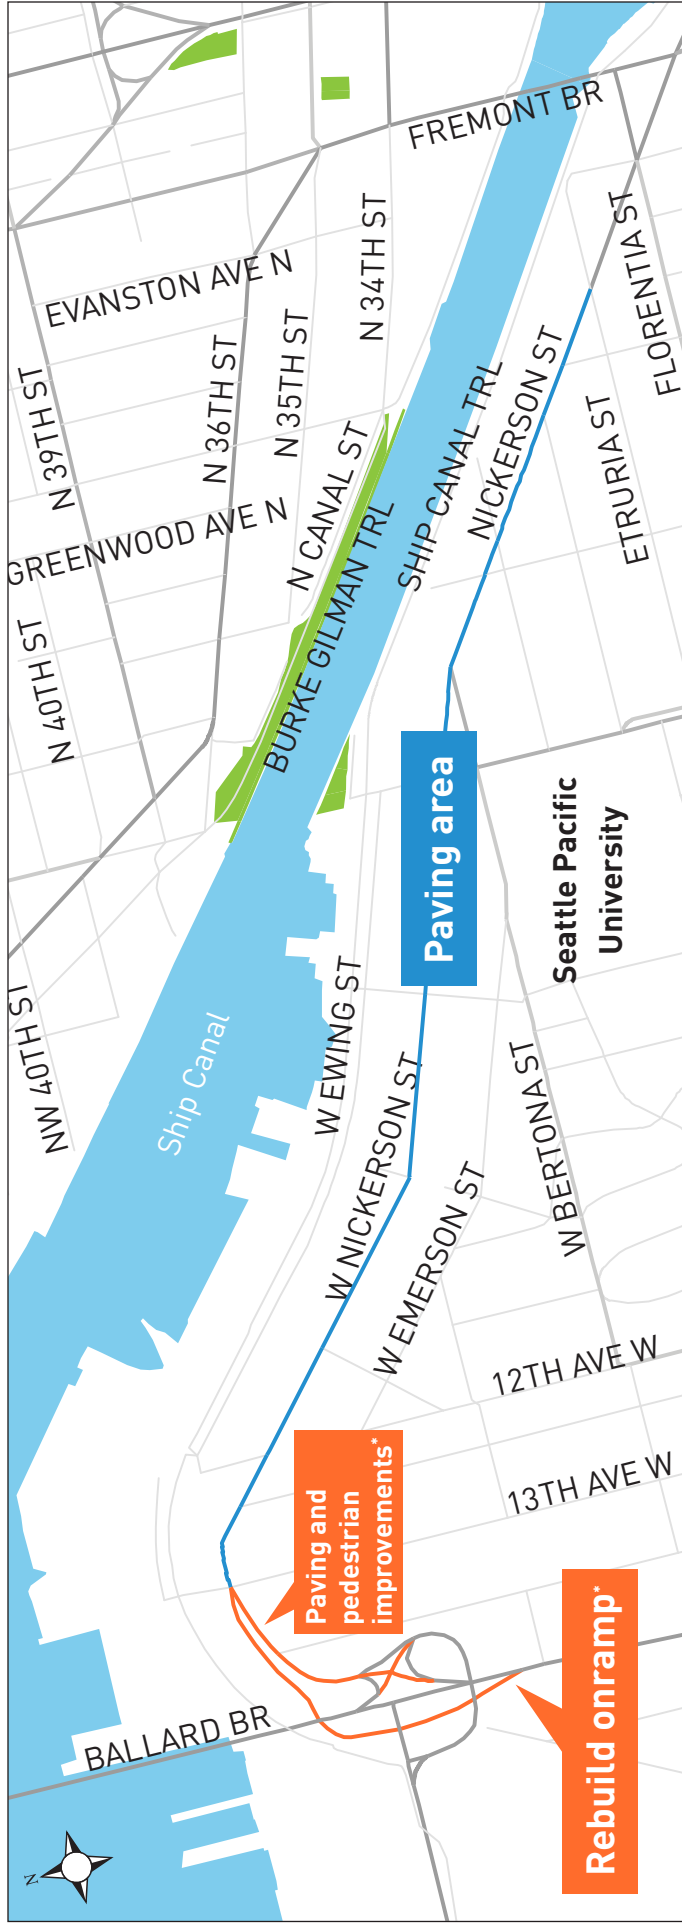 FREMONT BR
EVANSTON AVE N
N 34TH ST
FLORENTIA ST
N 39TH ST
N 36TH ST
N 35TH ST
NICKERSON ST
ETRURIA ST
GREENWOOD AVE N
N CANAL ST
SHIP CANAL TRL
BURKE GILMAN TRL
N 40TH ST
Paving area
Seattle Pacific
University
NW 40TH ST
Ship Canal
W EWING ST
W NICKERSON ST
W EMERSON ST
W BERTONA ST
12TH AVE W
13TH AVE W
Paving and
pedestrian
improvements*
Rebuild onramp*
BALLARD BR
N